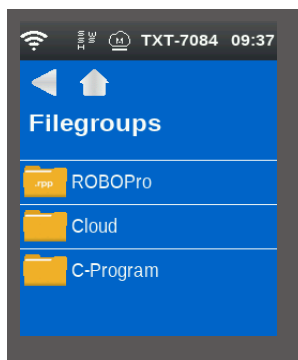 TXT-7084 09:37
Filegroups
.rpp ROBOPro
Cloud
C-Program